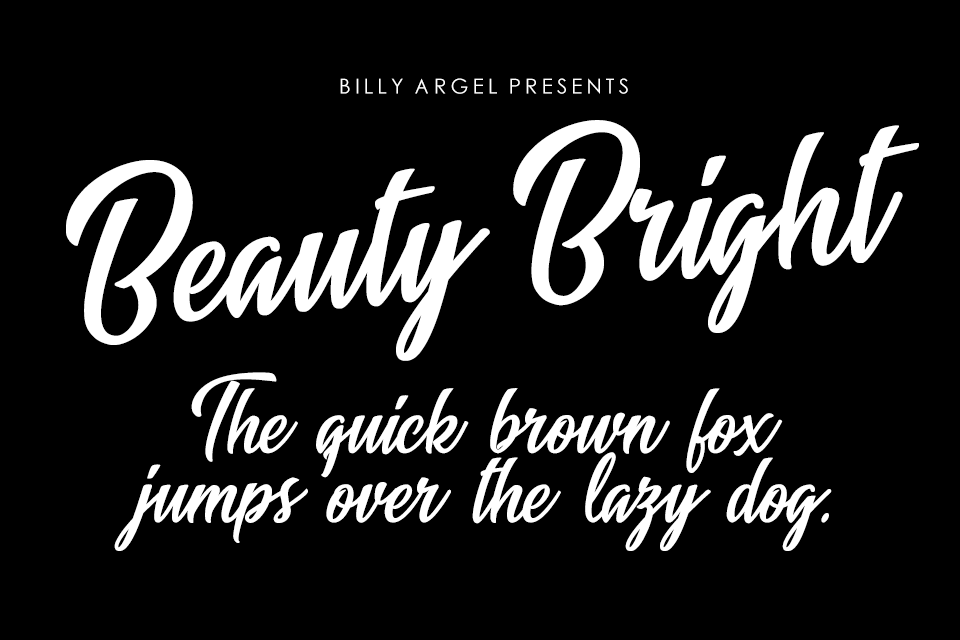 BILLY ARGEL PRESENTS
Beauty Bright
The quick brown fox
jumps over the lazy dog.